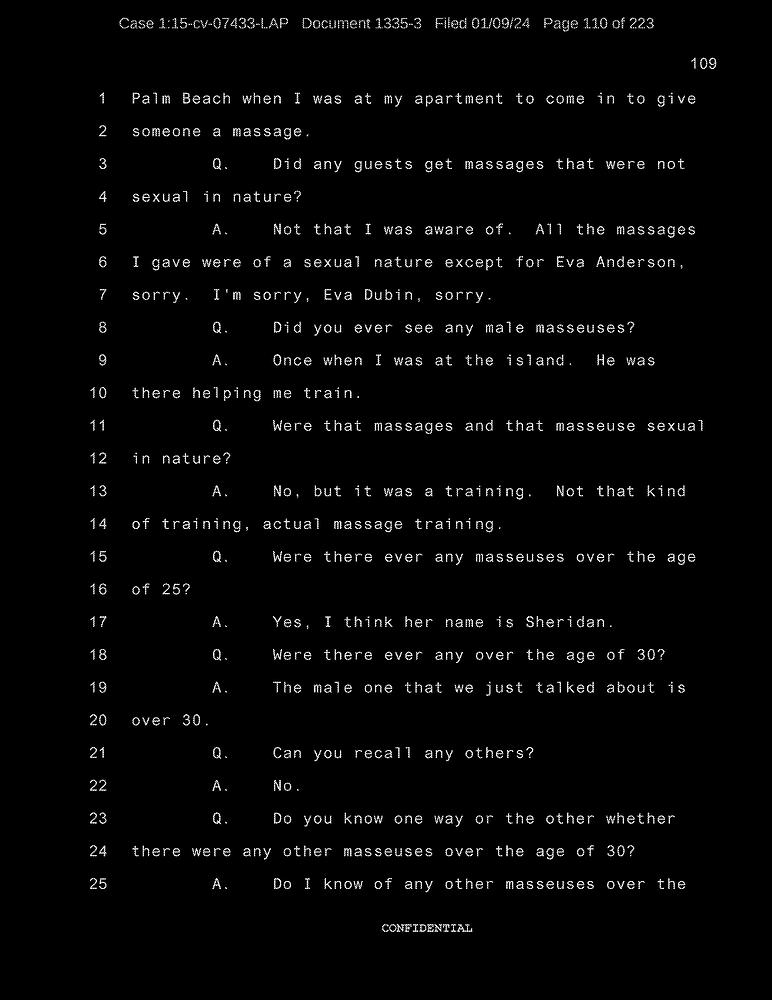 Case 1:15-cv-07433-LAP Document 1335-3 Filed 01/09/24 Page 110 of 223
109
1 Palm Beach when I was at my apartment to come in to give
2 someone a massage.
3 Q. Did any guests get massages that were not
4 sexual in nature?
5 A. Not that I was aware of. All the massages
6 I gave were of a sexual nature except for Eva Anderson,
7 sorry. I'm sorry, Eva Dubin, sorry.
8 Q. Did you ever see any male masseuses?
9 A. Once when I was at the island. He was
10 there helping me train.
11 Q. Were that massages and that masseuse sexual
12 in nature?
13 A. No, but it was a training. Not that kind
14 of training, actual massage training.
15 Q. Were there ever any masseuses over the age
16 of 25?
17 A. Yes, I think her name is Sheridan.
18 Q. Were there ever any over the age of 30?
19 A. The male one that we just talked about is
20 over 30.
21 Q. Can you recall any others?
22 A. No.
23 Q. Do you know one way or the other whether
24 there were any other masseuses over the age of 30?
25 A. Do I know of any other masseuses over the
CONFIDENTIAL